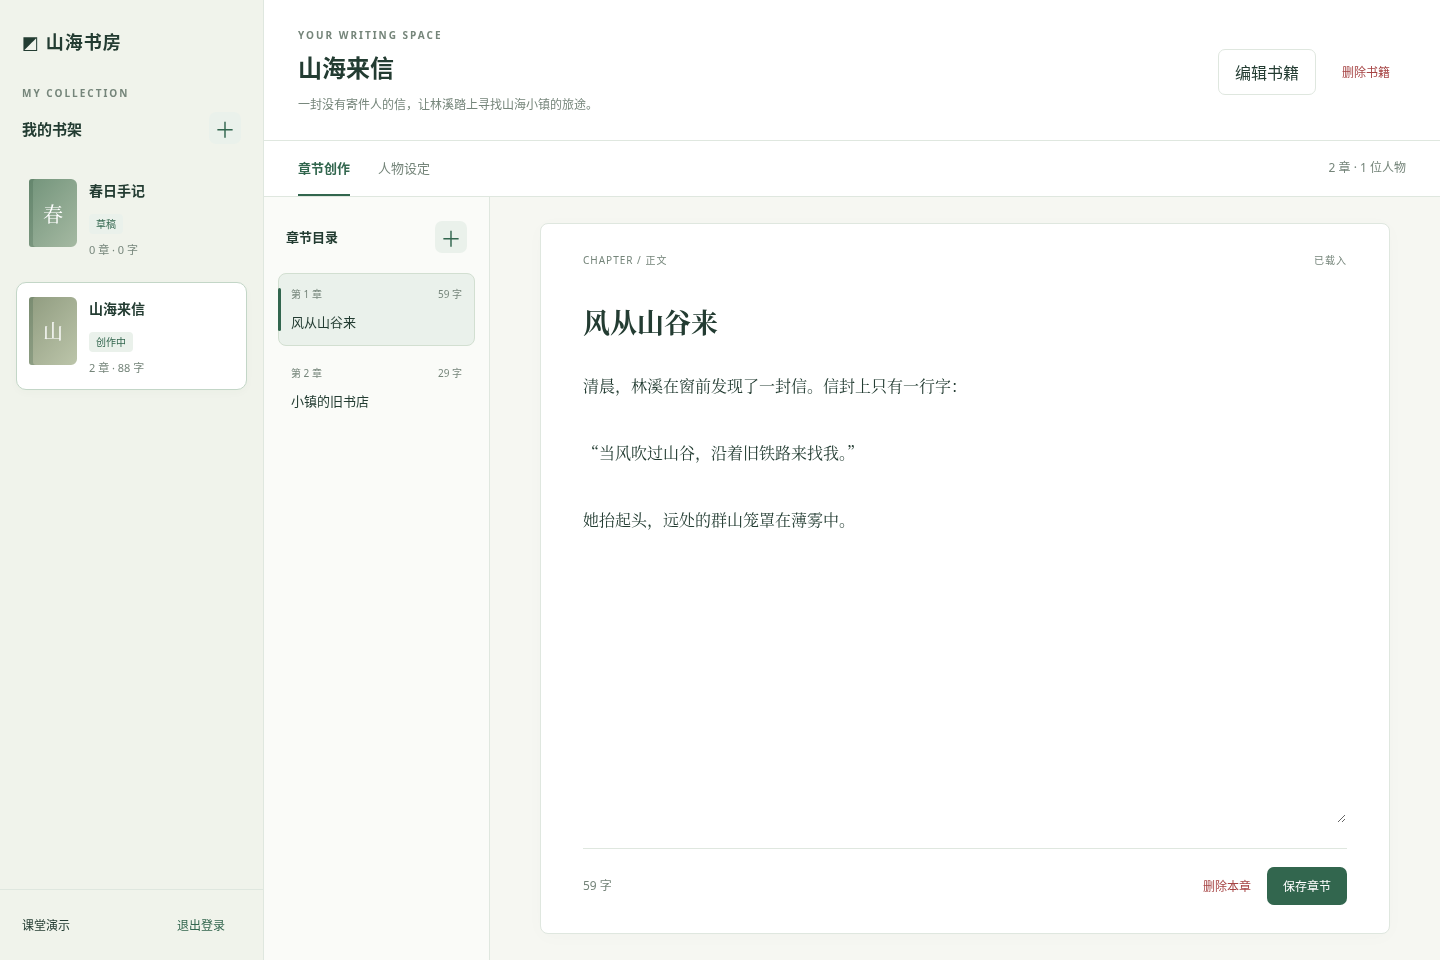 山海书房
MY COLLECTION
我的书架
春
春日手记
草稿
0 章 · 0 字
山
山海来信
创作中
2 章 · 88 字
课堂演示
退出登录
YOUR WRITING SPACE
山海来信
一封没有寄件人的信，让林溪踏上寻找山海小镇的旅途。
编辑书籍
删除书籍
章节创作
人物设定
2 章 · 1 位人物
章节目录
第 1 章
59 字
风从山谷来
第 2 章
29 字
小镇的旧书店
CHAPTER / 正文
已载入
风从山谷来
清晨，林溪在窗前发现了一封信。信封上只有一行字：
“当风吹过山谷，沿着旧铁路来找我。”
她抬起头，远处的群山笼罩在薄雾中。
59 字
删除本章
保存章节